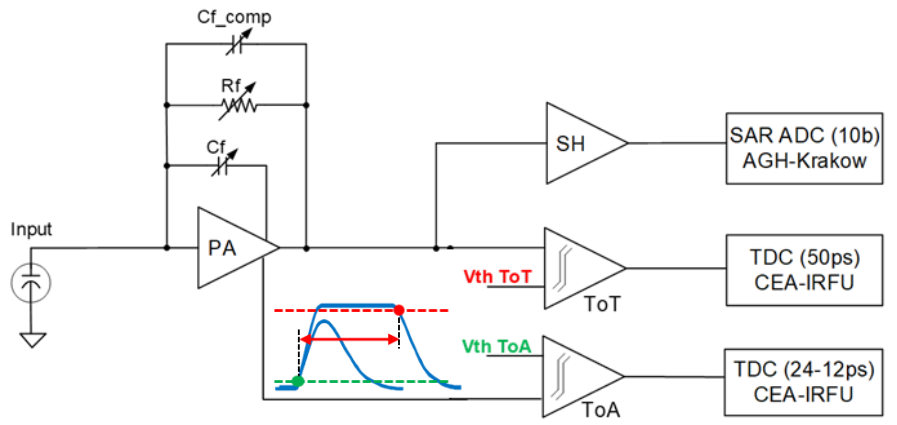 Cf_comp
Rf
Cf
Input
PA
SH
SAR ADC (10b)
AGH-Krakow
Vth ToT
ToT
TDC (50ps)
CEA-IRFU
Vth ToA
ToA
TDC (24-12ps)
CEA-IRFU